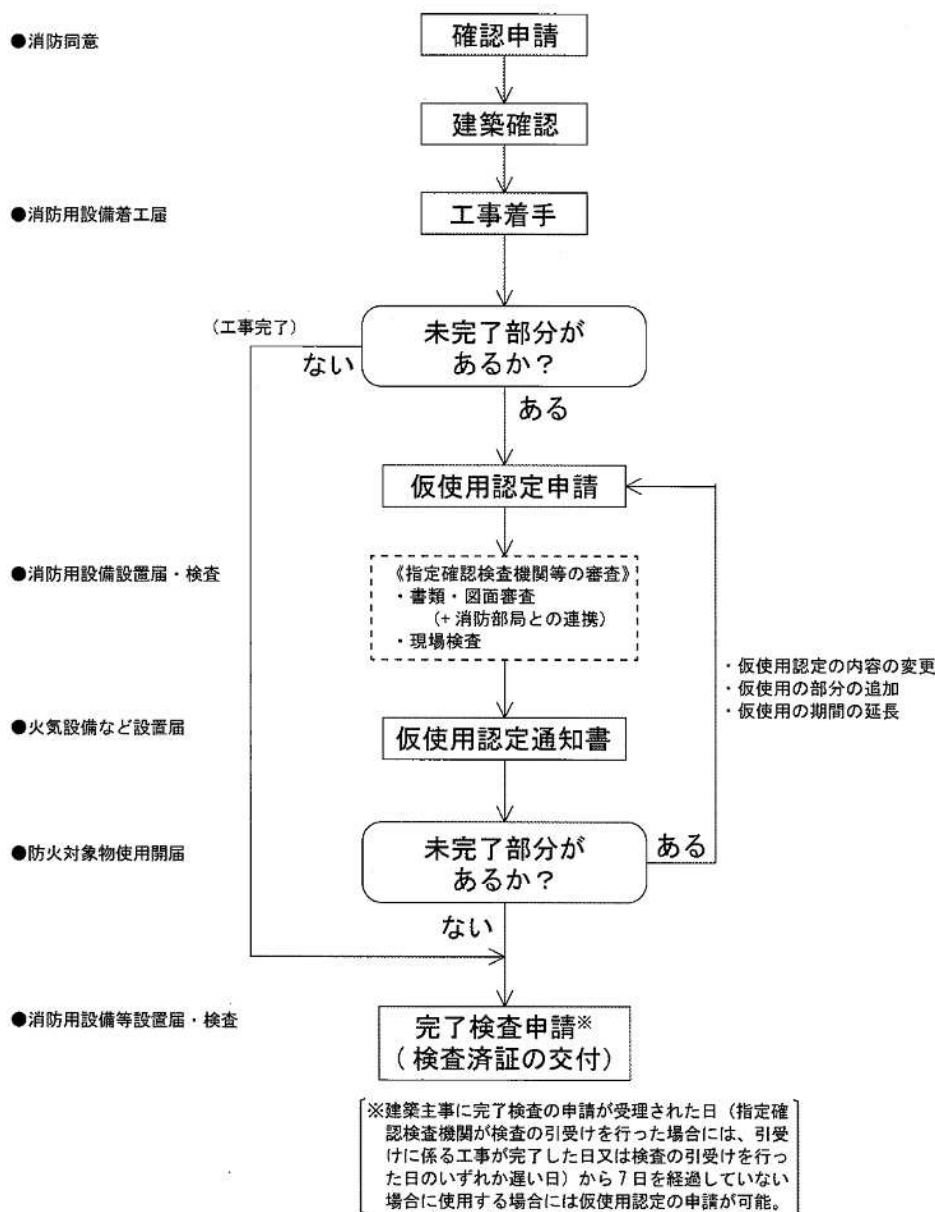 ●消防同意
確認申請
建築確認
●消防用設備着工届
工事着手
(工事完了)
未完了部分が
あるか？
ない
ある
仮使用認定申請
●消防用設備設置届・検査
《指定確認検査機関等の審査》
・書類・図面審査
(+消防部局との連携)
・現場検査
・仮使用認定の内容の変更
・仮使用の部分の追加
・仮使用の期間の延長
●火気設備など設置届
仮使用認定通知書
●防火対象物使用開届
未完了部分が
あるか？
ある
ない
●消防用設備等設置届・検査
完了検査申請※
(検査済証の交付)
※建築主事に完了検査の申請が受理された日（指定確
認検査機関が検査の引受けを行った場合には、引受
けに係る工事が完了した日又は検査の引受けを行っ
た日のいずれか遅い日）から7日を経過していない
場合に使用する場合には仮使用認定の申請が可能。